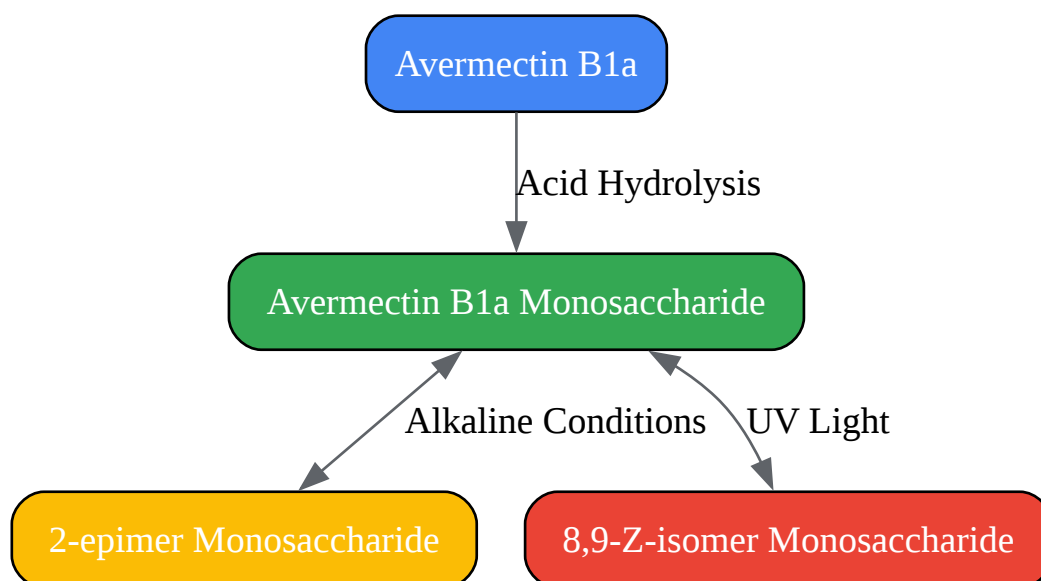 Avermectin B1a
Acid Hydrolysis
Avermectin B1a Monosaccharide
Alkaline Conditions
UV Light
2-epimer Monosaccharide
8,9-Z-isomer Monosaccharide